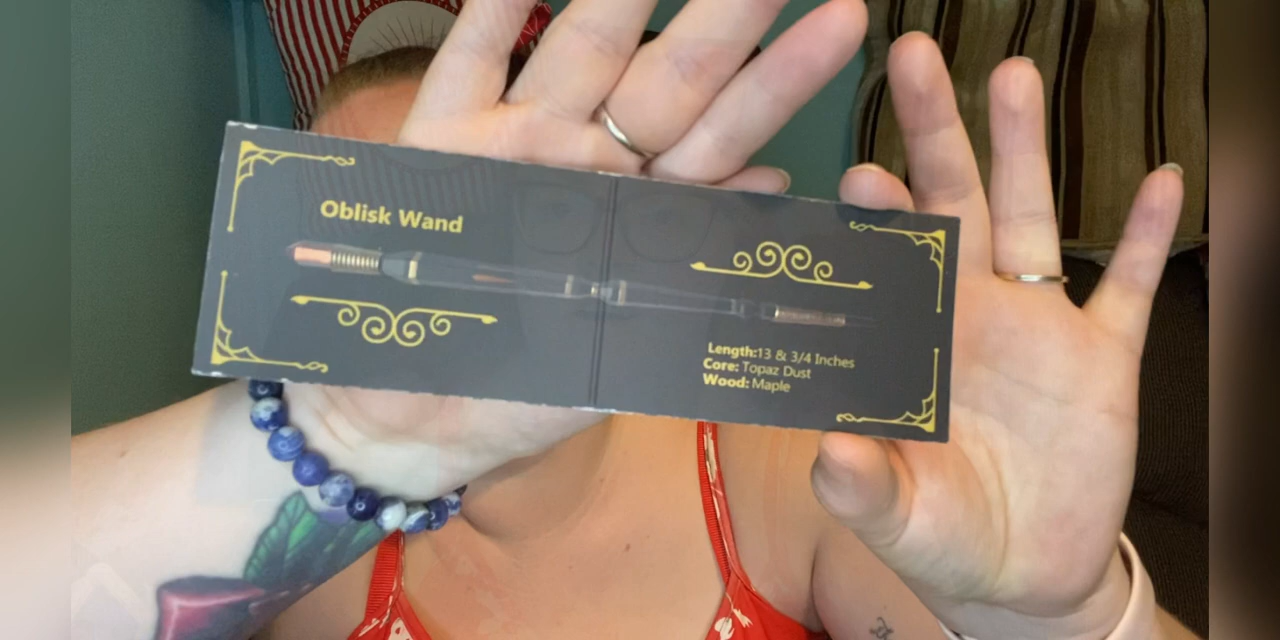 Oblisk Wand
Length:13 & 3/4 Inches
Core: Topaz Dust
Wood: Maple